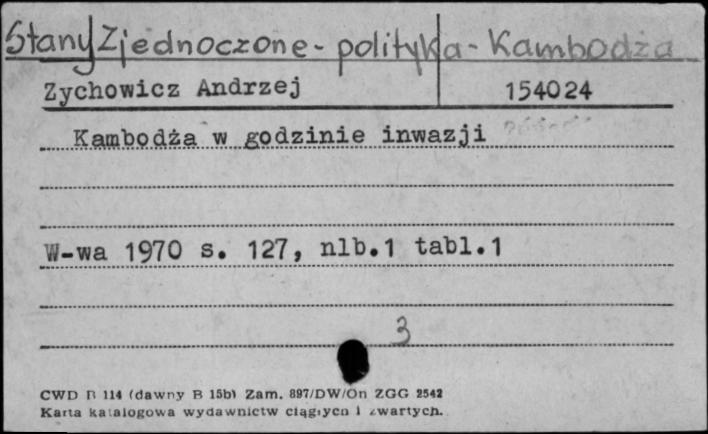 Stany Zjednoczone - polityka - Kambodża
Zychowicz Andrzej 154024
Kambodża w godzinie inwazji
W-wa 1970 s. 127, nlb.1 tabl.1
3
CWD B 114 (dawny B 15b) Zam. 897/DW/On ZGG 2542
Karta katalogowa wydawnictw ciągłych i zwartych.